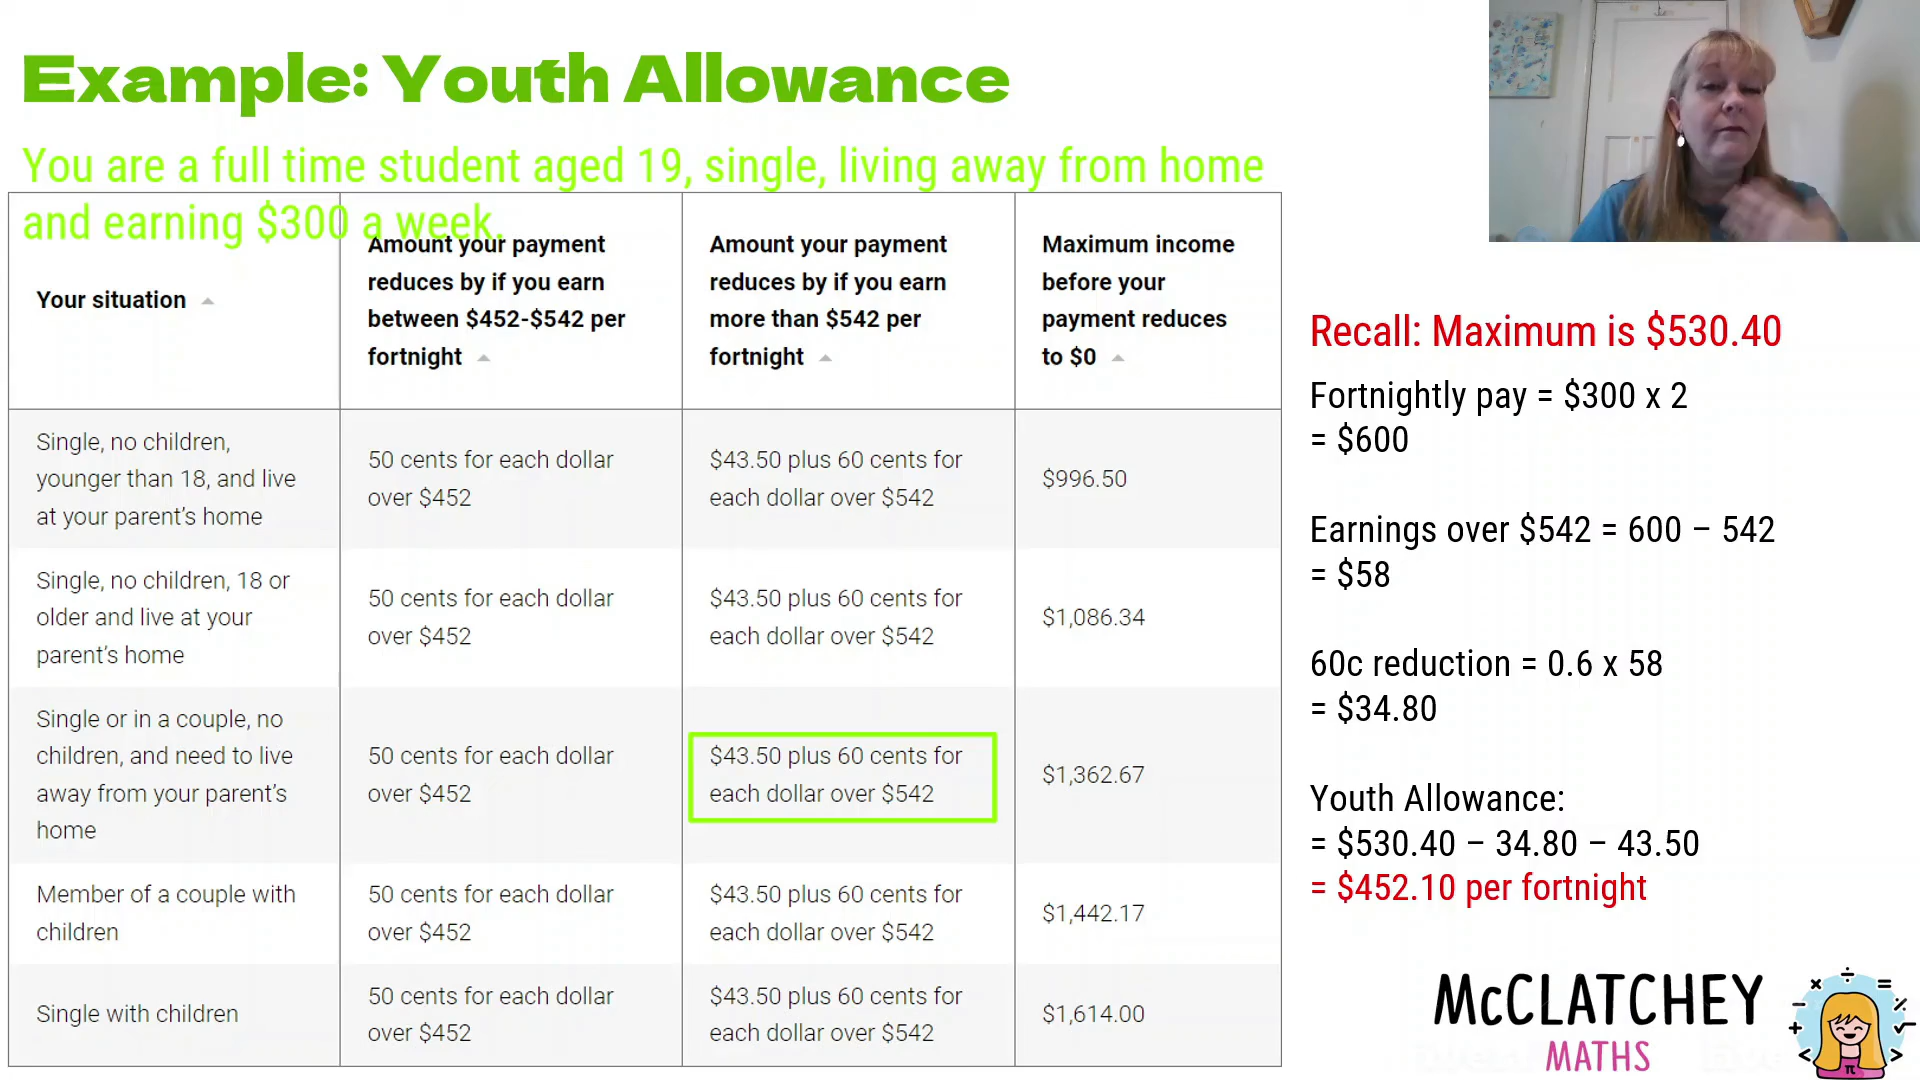 Example: Youth Allowance
You are a full time student aged 19, single, living away from home
and earning $300 a week.
Your situation
Amount your payment
reduces by if you earn
between $452-$542 per
fortnight
Amount your payment
reduces by if you earn
more than $542 per
fortnight
Maximum income
before your
payment reduces
to $0
Single, no children,
younger than 18, and live
at your parent’s home
50 cents for each dollar
over $452
$43.50 plus 60 cents for
each dollar over $542
$996.50
Single, no children, 18 or
older and live at your
parent’s home
50 cents for each dollar
over $452
$43.50 plus 60 cents for
each dollar over $542
$1,086.34
Single or in a couple, no
children, and need to live
away from your parent’s
home
50 cents for each dollar
over $452
$43.50 plus 60 cents for
each dollar over $542
$1,362.67
Member of a couple with
children
50 cents for each dollar
over $452
$43.50 plus 60 cents for
each dollar over $542
$1,442.17
Single with children
50 cents for each dollar
over $452
$43.50 plus 60 cents for
each dollar over $542
$1,614.00
Recall: Maximum is $530.40
Fortnightly pay = $300 x 2
= $600
Earnings over $542 = 600 – 542
= $58
60c reduction = 0.6 x 58
= $34.80
Youth Allowance:
= $530.40 – 34.80 – 43.50
= $452.10 per fortnight
McCLATCHEY
MATHS
π